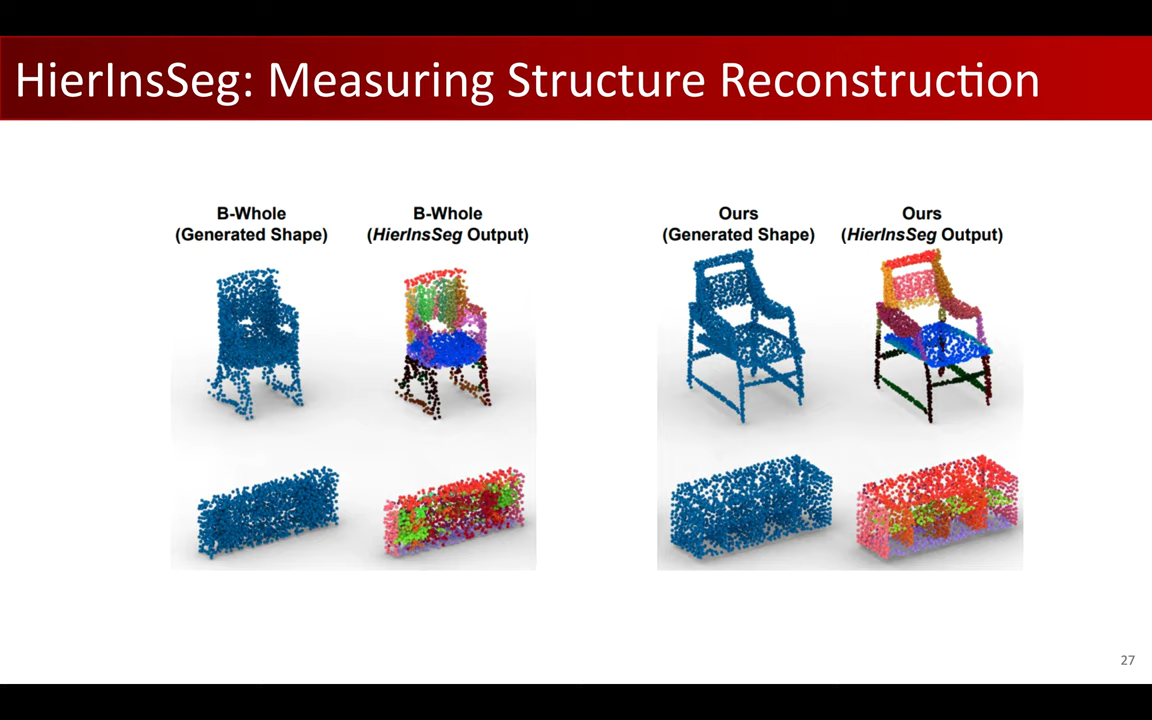 HierInsSeg: Measuring Structure Reconstruction
B-Whole
(Generated Shape)
B-Whole
(HierInsSeg Output)
Ours
(Generated Shape)
Ours
(HierInsSeg Output)
27